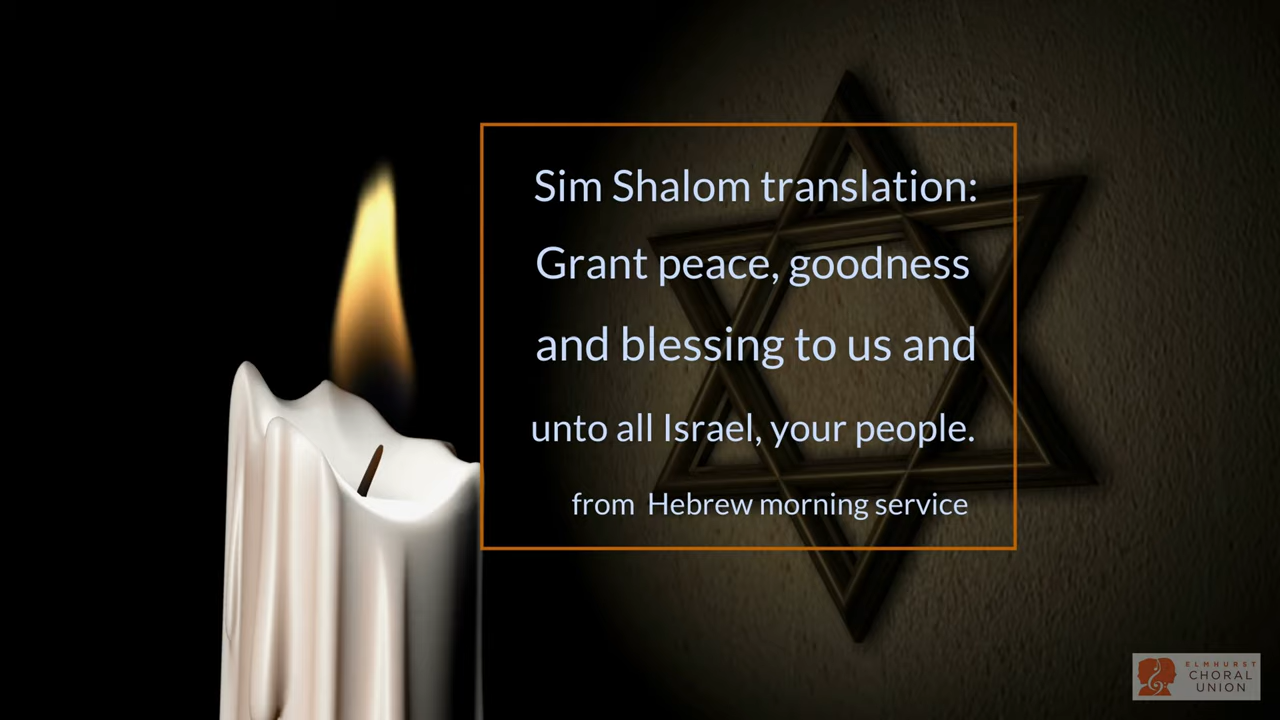 Sim Shalom translation:
Grant peace, goodness
and blessing to us and
unto all Israel, your people.
from Hebrew morning service
ELMHURST
CHORAL
UNION